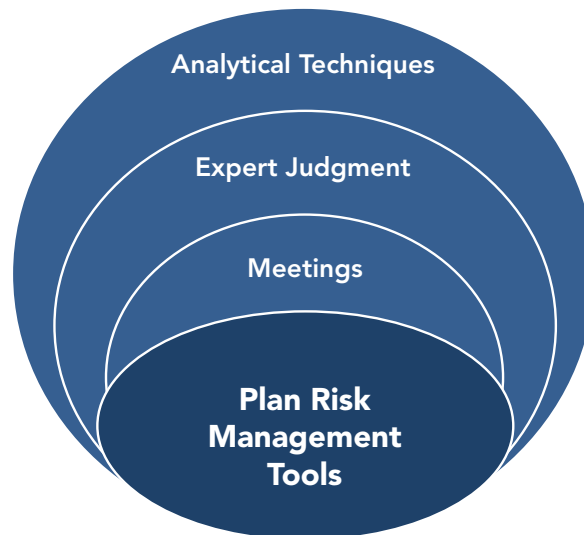 Analytical Techniques
Expert Judgment
Meetings
Plan Risk
Management
Tools